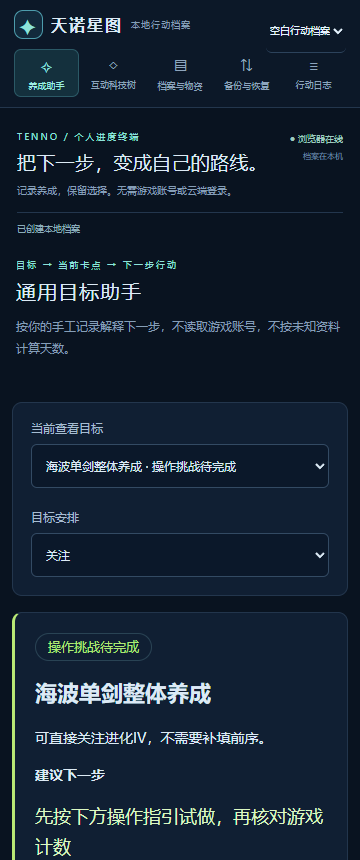 天诺星图 本地行动档案
空白行动档案
养成助手 互动科技树 档案与物资 备份与恢复 行动日志
TENNO / 个人进度终端
浏览器在线
把下一步，变成自己的路线。
档案在本机
记录养成，保留选择。无需游戏账号或云端登录。
已创建本地档案
目标 → 当前卡点 → 下一步行动
通用目标助手
按你的手工记录解释下一步，不读取游戏账号，不按未知资料
计算天数。
当前查看目标
海波单剑整体养成 · 操作挑战待完成
目标安排
关注
操作挑战待完成
海波单剑整体养成
可直接关注进化IV，不需要补填前序。
建议下一步
先按下方操作指引试做，再核对游戏
计数